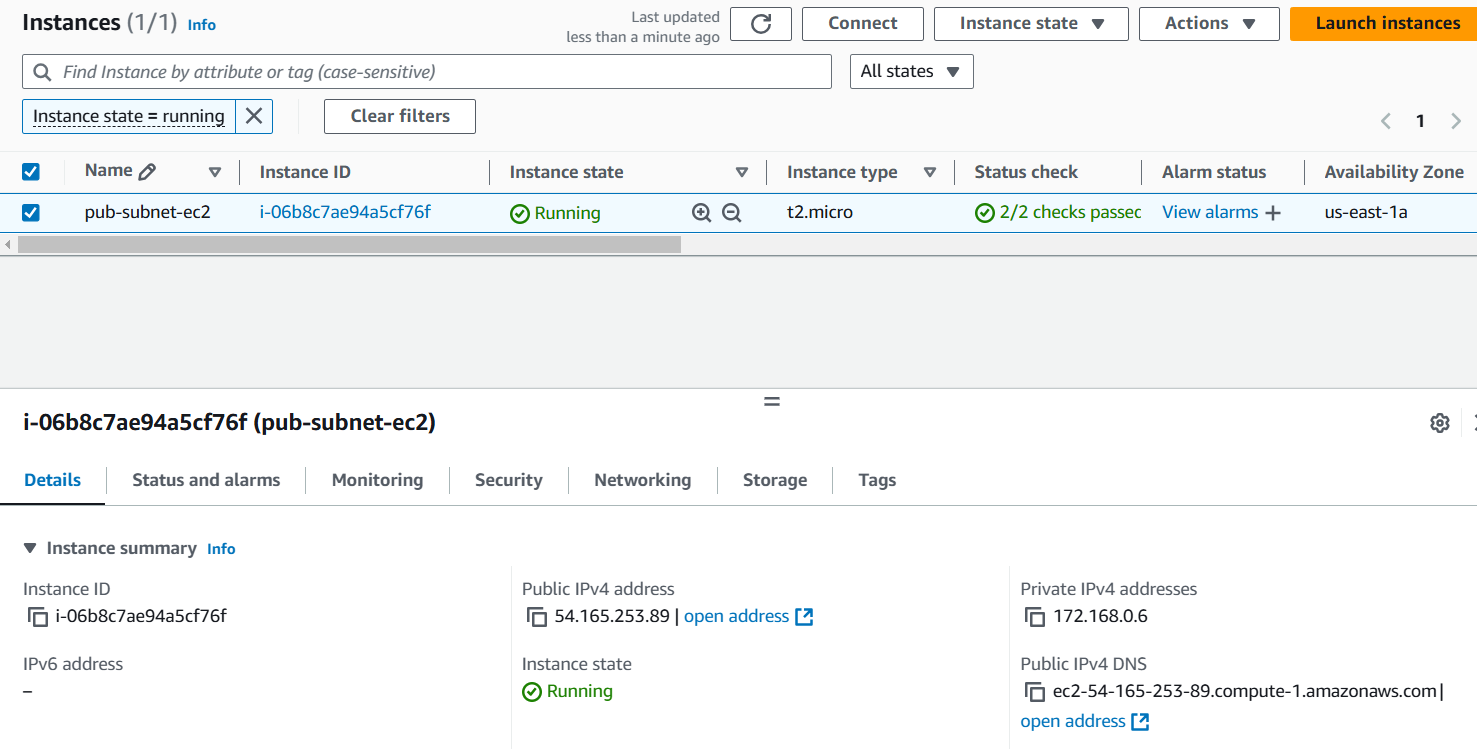 Instances (1/1) Info
Last updated
less than a minute ago
Connect
Instance state
Actions
Launch instances
Find Instance by attribute or tag (case-sensitive)
All states
Instance state = running
Clear filters
1
Name Instance ID Instance state Instance type Status check Alarm status Availability Zone
pub-subnet-ec2 i-06b8c7ae94a5cf76f Running t2.micro 2/2 checks passed View alarms + us-east-1a
i-06b8c7ae94a5cf76f (pub-subnet-ec2)
Details Status and alarms Monitoring Security Networking Storage Tags
Instance summary Info
Instance ID
i-06b8c7ae94a5cf76f
Public IPv4 address
54.165.253.89 | open address
Private IPv4 addresses
172.168.0.6
IPv6 address
–
Instance state
Running
Public IPv4 DNS
ec2-54-165-253-89.compute-1.amazonaws.com |
open address